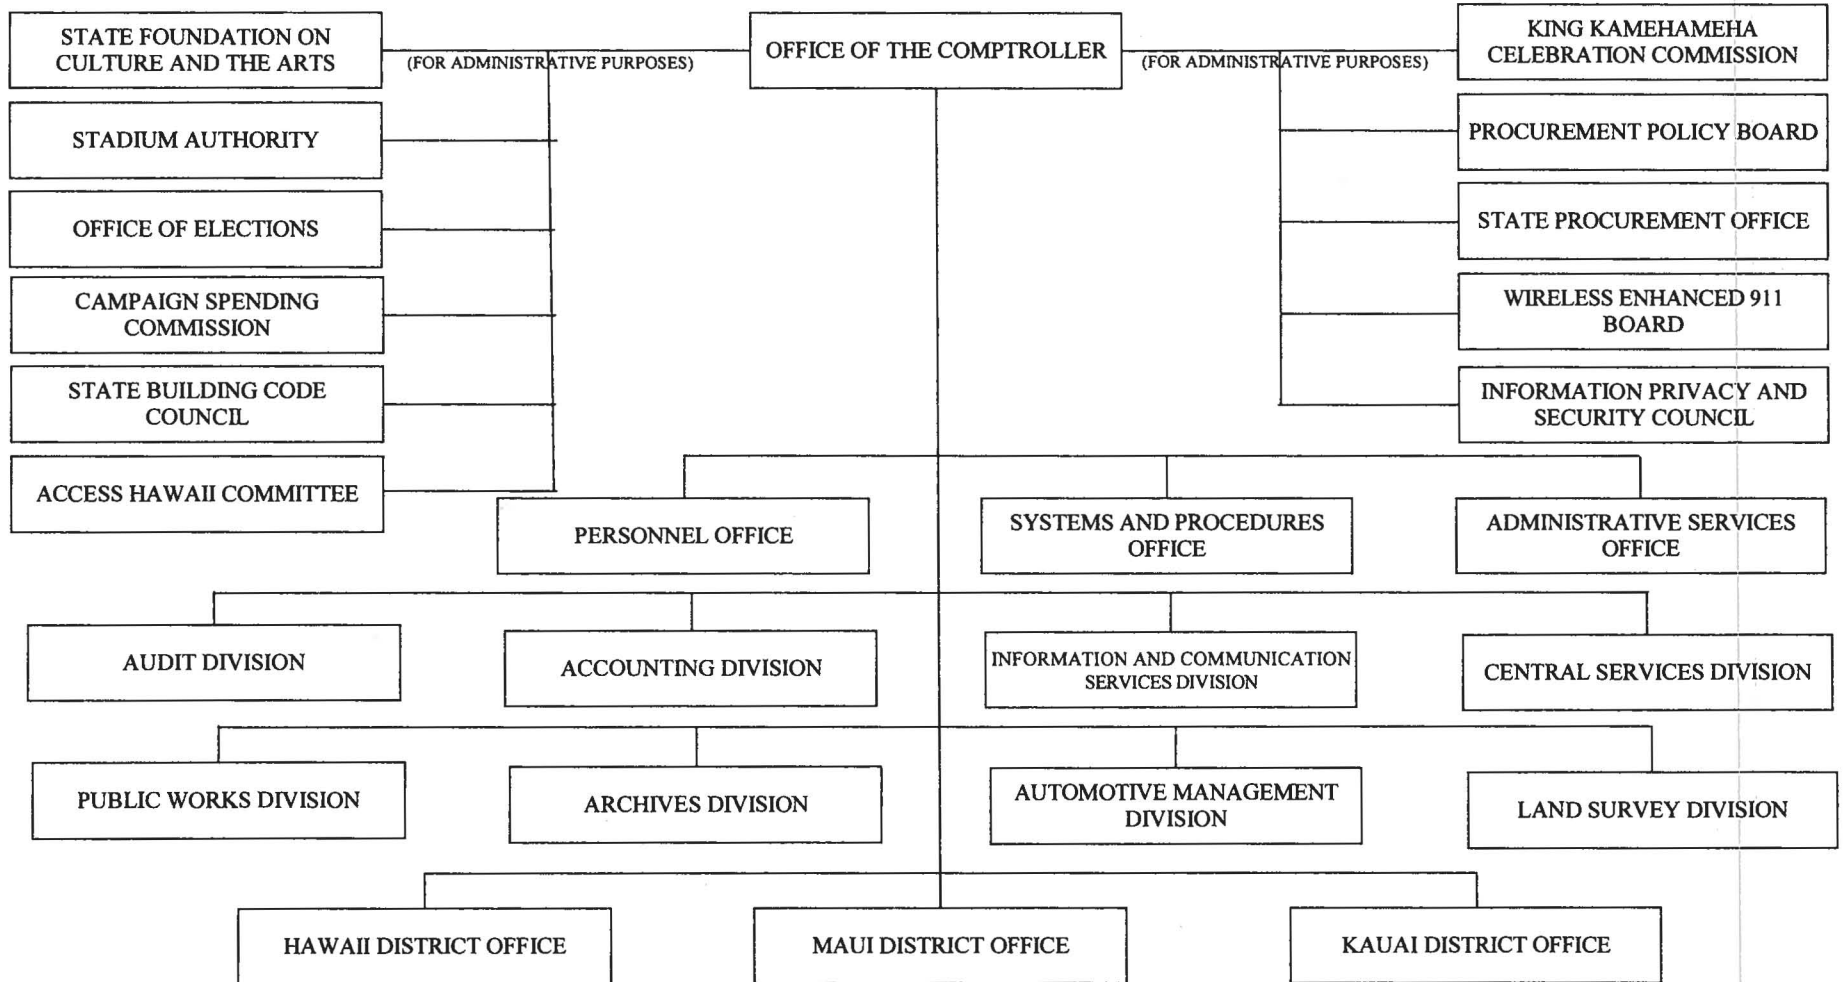 STATE FOUNDATION ON
CULTURE AND THE ARTS
(FOR ADMINISTRATIVE PURPOSES)
OFFICE OF THE COMPTROLLER
(FOR ADMINISTRATIVE PURPOSES)
KING KAMEHAMEHA
CELEBRATION COMMISSION
STADIUM AUTHORITY
PROCUREMENT POLICY BOARD
OFFICE OF ELECTIONS
STATE PROCUREMENT OFFICE
CAMPAIGN SPENDING
COMMISSION
WIRELESS ENHANCED 911
BOARD
STATE BUILDING CODE
COUNCIL
INFORMATION PRIVACY AND
SECURITY COUNCIL
ACCESS HAWAII COMMITTEE
PERSONNEL OFFICE
SYSTEMS AND PROCEDURES
OFFICE
ADMINISTRATIVE SERVICES
OFFICE
AUDIT DIVISION
ACCOUNTING DIVISION
INFORMATION AND COMMUNICATION
SERVICES DIVISION
CENTRAL SERVICES DIVISION
PUBLIC WORKS DIVISION
ARCHIVES DIVISION
AUTOMOTIVE MANAGEMENT
DIVISION
LAND SURVEY DIVISION
HAWAII DISTRICT OFFICE
MAUI DISTRICT OFFICE
KAUAI DISTRICT OFFICE